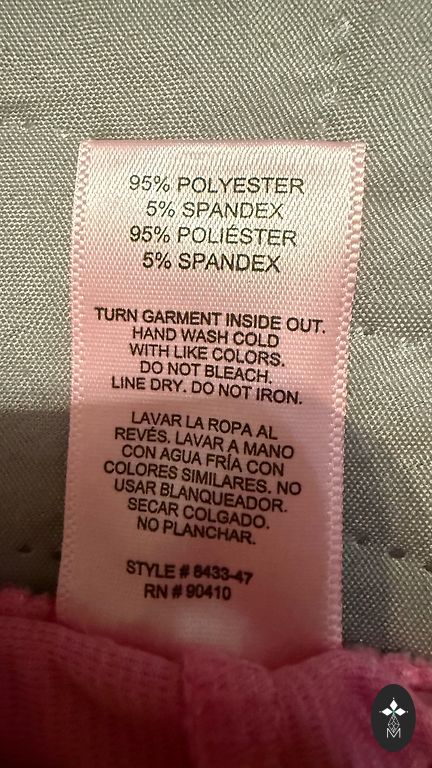 95% POLYESTER
5% SPANDEX
95% POLIÉSTER
5% SPANDEX
TURN GARMENT INSIDE OUT.
HAND WASH COLD
WITH LIKE COLORS.
DO NOT BLEACH.
LINE DRY. DO NOT IRON.
LAVAR LA ROPA AL
REVÉS. LAVAR A MANO
CON AGUA FRÍA CON
COLORES SIMILARES. NO
USAR BLANQUEADOR.
SECAR COLGADO.
NO PLANCHAR.
STYLE # 8433-47
RN # 90410
M